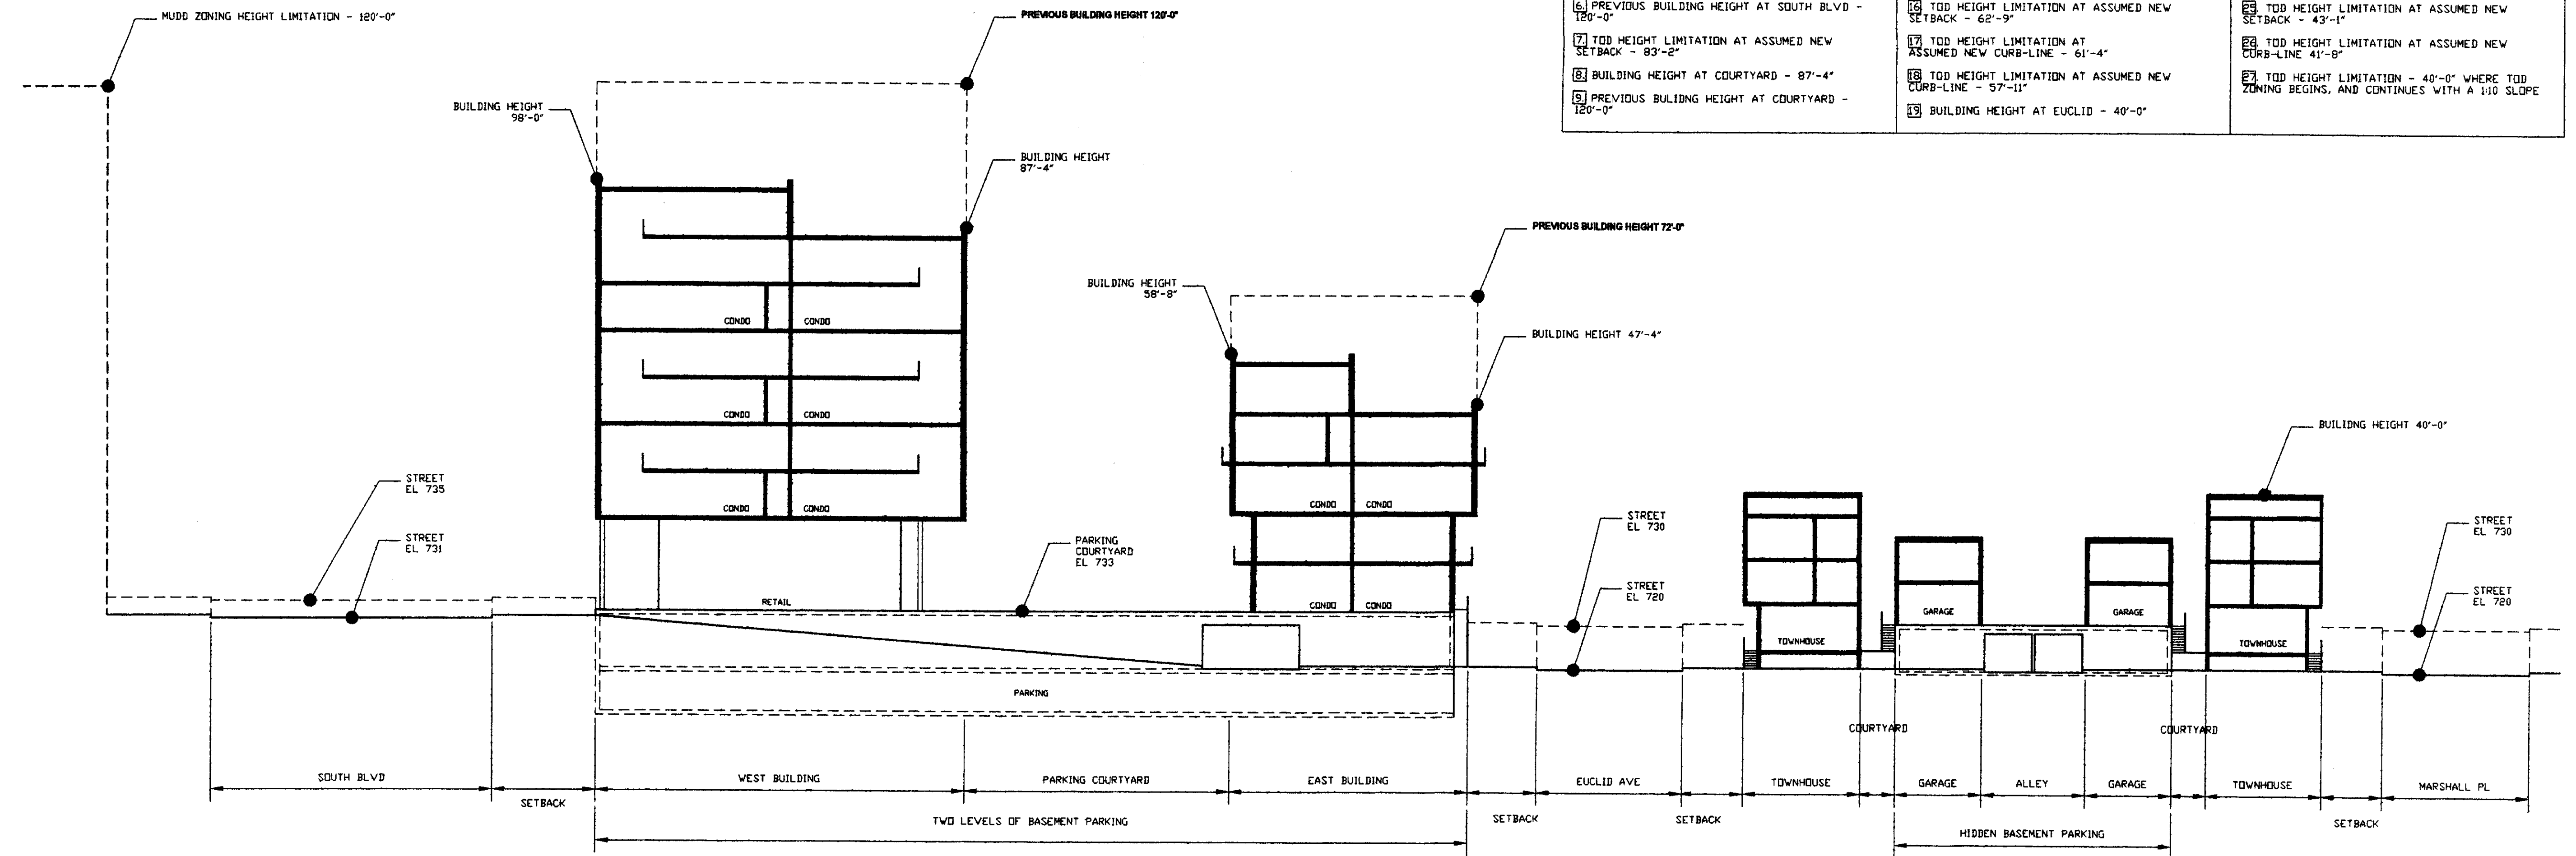 MUDD ZONING HEIGHT LIMITATION - 120'-0"
PREVIOUS BUILDING HEIGHT 120'-0"
6. PREVIOUS BUILDING HEIGHT AT SOUTH BLVD -
120'-0"
7. TOD HEIGHT LIMITATION AT ASSUMED NEW
SETBACK - 83'-2"
8. BUILDING HEIGHT AT COURTYARD - 87'-4"
9. PREVIOUS BULIDNG HEIGHT AT COURTYARD -
120'-0"
16. TOD HEIGHT LIMITATION AT ASSUMED NEW
SETBACK - 62'-9"
17. TOD HEIGHT LIMITATION AT
ASSUMED NEW CURB-LINE - 61'-4"
18. TOD HEIGHT LIMITATION AT ASSUMED NEW
CURB-LINE - 57'-11"
19. BUILDING HEIGHT AT EUCLID - 40'-0"
25. TOD HEIGHT LIMITATION AT ASSUMED NEW
SETBACK - 43'-1"
26. TOD HEIGHT LIMITATION AT ASSUMED NEW
CURB-LINE 41'-8"
27. TOD HEIGHT LIMITATION - 40'-0" WHERE TOD
ZONING BEGINS, AND CONTINUES WITH A 1:10 SLOPE
BUILDING HEIGHT
98'-0"
BUILDING HEIGHT
87'-4"
PREVIOUS BUILDING HEIGHT 72'-0"
BUILDING HEIGHT
58'-8"
BUILDING HEIGHT 47'-4"
BUILIDNG HEIGHT 40'-0"
CONDO CONDO
CONDO CONDO
CONDO CONDO
CONDO CONDO
CONDO CONDO
STREET
EL 735
STREET
EL 731
PARKING
COURTYARD
EL 733
STREET
EL 730
STREET
EL 720
STREET
EL 730
STREET
EL 720
RETAIL
GARAGE
GARAGE
TOWNHOUSE
TOWNHOUSE
PARKING
COURTYARD
COURTYARD
SOUTH BLVD
SETBACK
WEST BUILDING
PARKING COURTYARD
EAST BUILDING
SETBACK
EUCLID AVE
SETBACK
TOWNHOUSE
GARAGE
ALLEY
GARAGE
TOWNHOUSE
SETBACK
MARSHALL PL
TWO LEVELS OF BASEMENT PARKING
HIDDEN BASEMENT PARKING